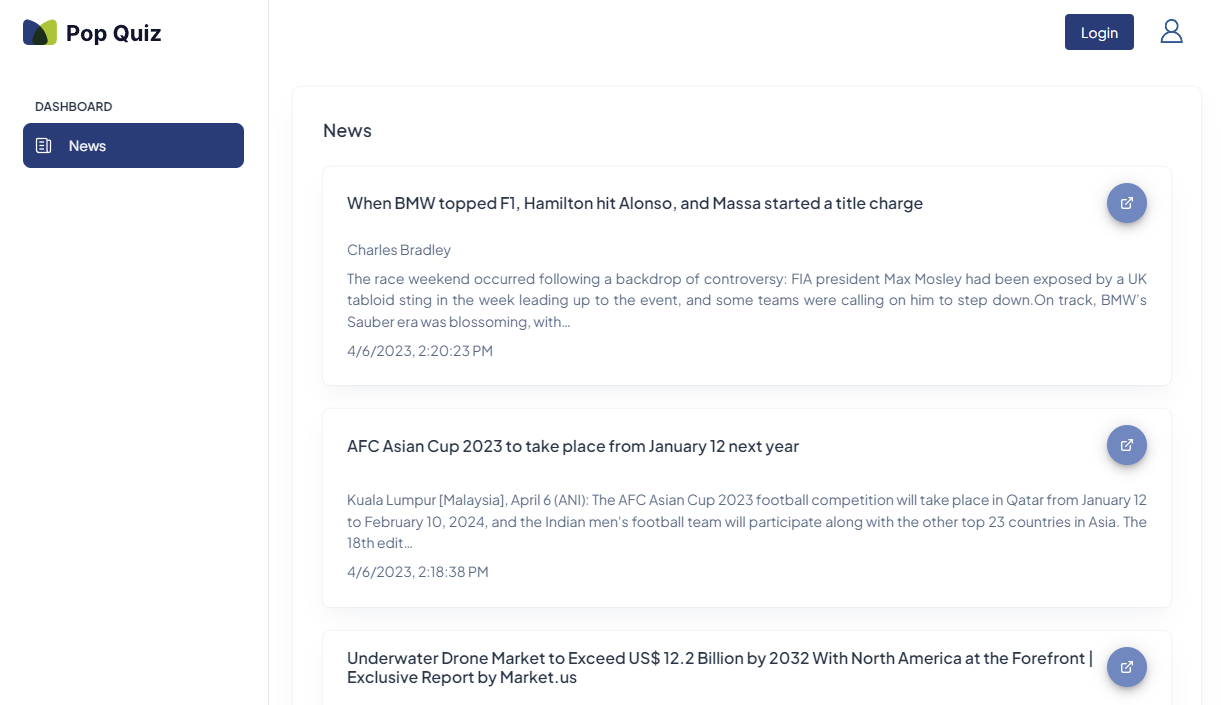 Pop Quiz
Login
DASHBOARD
News
News
When BMW topped F1, Hamilton hit Alonso, and Massa started a title charge
Charles Bradley
The race weekend occurred following a backdrop of controversy: FIA president Max Mosley had been exposed by a UK
tabloid sting in the week leading up to the event, and some teams were calling on him to step down.On track, BMW's
Sauber era was blossoming, with...
4/6/2023, 2:20:23 PM
AFC Asian Cup 2023 to take place from January 12 next year
Kuala Lumpur [Malaysia], April 6 (ANI): The AFC Asian Cup 2023 football competition will take place in Qatar from January 12
to February 10, 2024, and the Indian men's football team will participate along with the other top 23 countries in Asia. The
18th edit...
4/6/2023, 2:18:38 PM
Underwater Drone Market to Exceed US$ 12.2 Billion by 2032 With North America at the Forefront |
Exclusive Report by Market.us